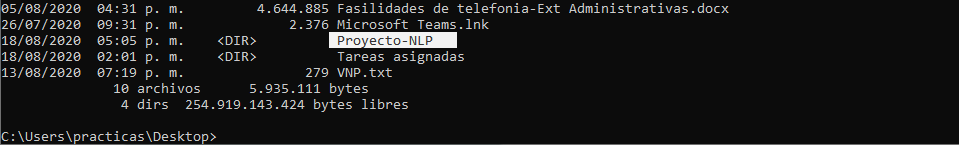 05/08/2020  04:31 p. m.         4.644.885 Fasilidades de telefonia-Ext Administrativas.docx
26/07/2020  09:31 p. m.             2.376 Microsoft Teams.lnk
18/08/2020  05:05 p. m.    <DIR>          Proyecto-NLP
18/08/2020  02:01 p. m.    <DIR>          Tareas asignadas
13/08/2020  07:19 p. m.               279 VNP.txt
              10 archivos      5.935.111 bytes
               4 dirs  254.919.143.424 bytes libres
C:\Users\practicas\Desktop>